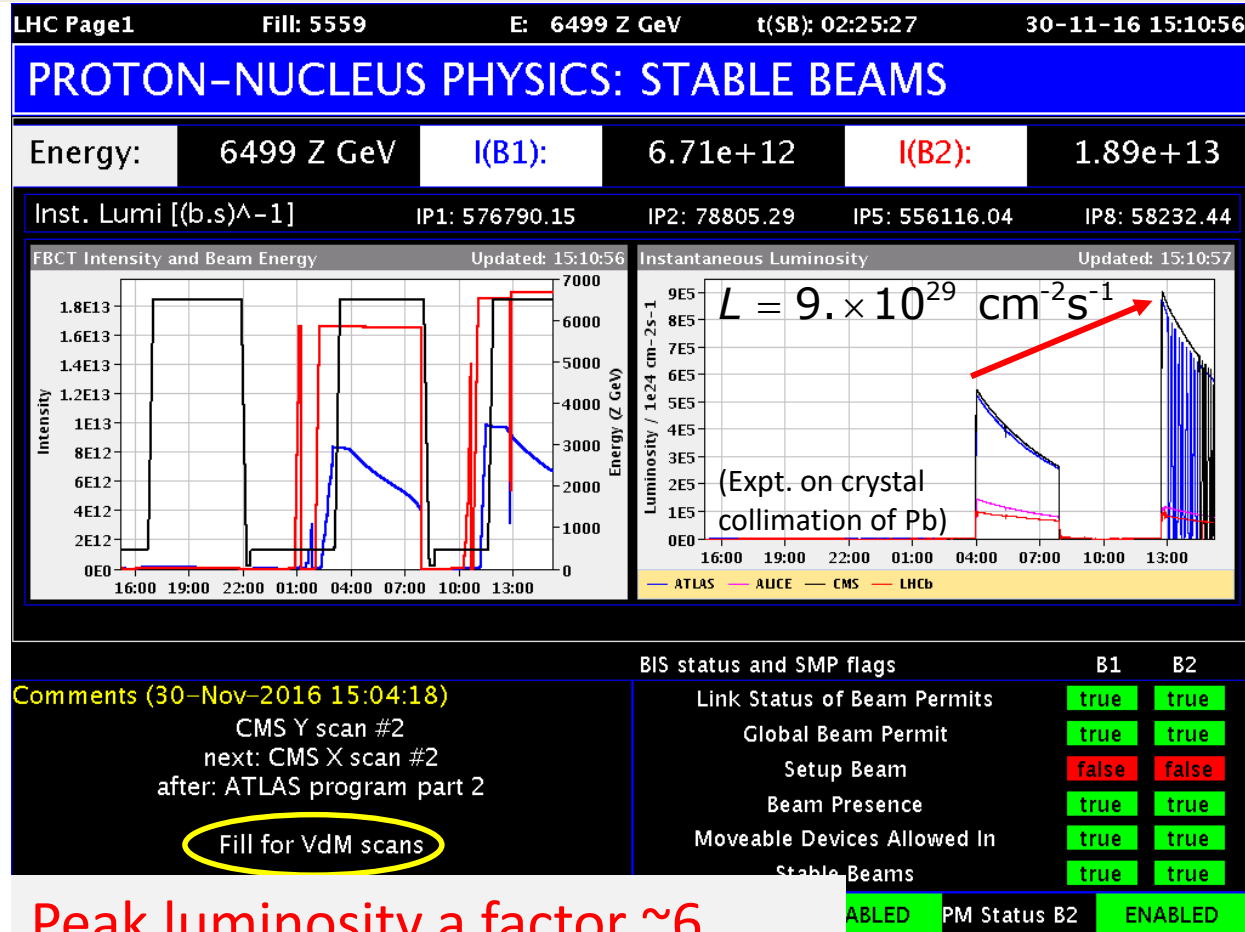 LHC Page1 Fill: 5559 E: 6499 Z GeV t(SB): 02:25:27 30-11-16 15:10:56
PROTON-NUCLEUS PHYSICS: STABLE BEAMS
Energy: 6499 Z GeV I(B1): 6.71e+12 I(B2): 1.89e+13
Inst. Lumi [(b.s)^-1] IP1: 576790.15 IP2: 78805.29 IP5: 556116.04 IP8: 58232.44
FBCT Intensity and Beam Energy Updated: 15:10:56
Intensity
1.8E13
1.6E13
1.4E13
1.2E13
1E13
8E12
6E12
4E12
2E12
0E0
7000
6000
5000
4000
3000
2000
1000
0
Energy (Z GeV)
16:00 19:00 22:00 01:00 04:00 07:00 10:00 13:00
Instantaneous Luminosity Updated: 15:10:57
L = 9. × 10^29 cm^-2 s^-1
Luminosity / 1e24 cm-2s-1
9E5
8E5
7E5
6E5
5E5
4E5
3E5
2E5
1E5
0E0
(Expt. on crystal
collimation of Pb)
16:00 19:00 22:00 01:00 04:00 07:00 10:00 13:00
ATLAS ALICE CMS LHCb
Comments (30-Nov-2016 15:04:18)
CMS Y scan #2
next: CMS X scan #2
after: ATLAS program part 2
Fill for VdM scans
BIS status and SMP flags B1 B2
Link Status of Beam Permits true true
Global Beam Permit true true
Setup Beam false false
Beam Presence true true
Moveable Devices Allowed In true true
Stable Beams true true
PM Status B2 ENABLED
Peak luminosity a factor ~6